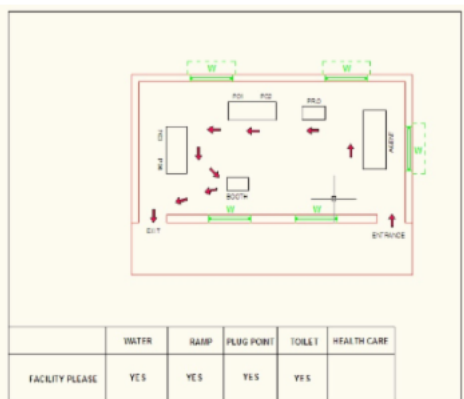 W W
PO1 PO2 PRO
AGENT
W
BOOTH
W W
EXIT ENTRANCE
WATER RAMP PLUG POINT TOILET HEALTH CARE
FACILITY PLEASE YES YES YES YES